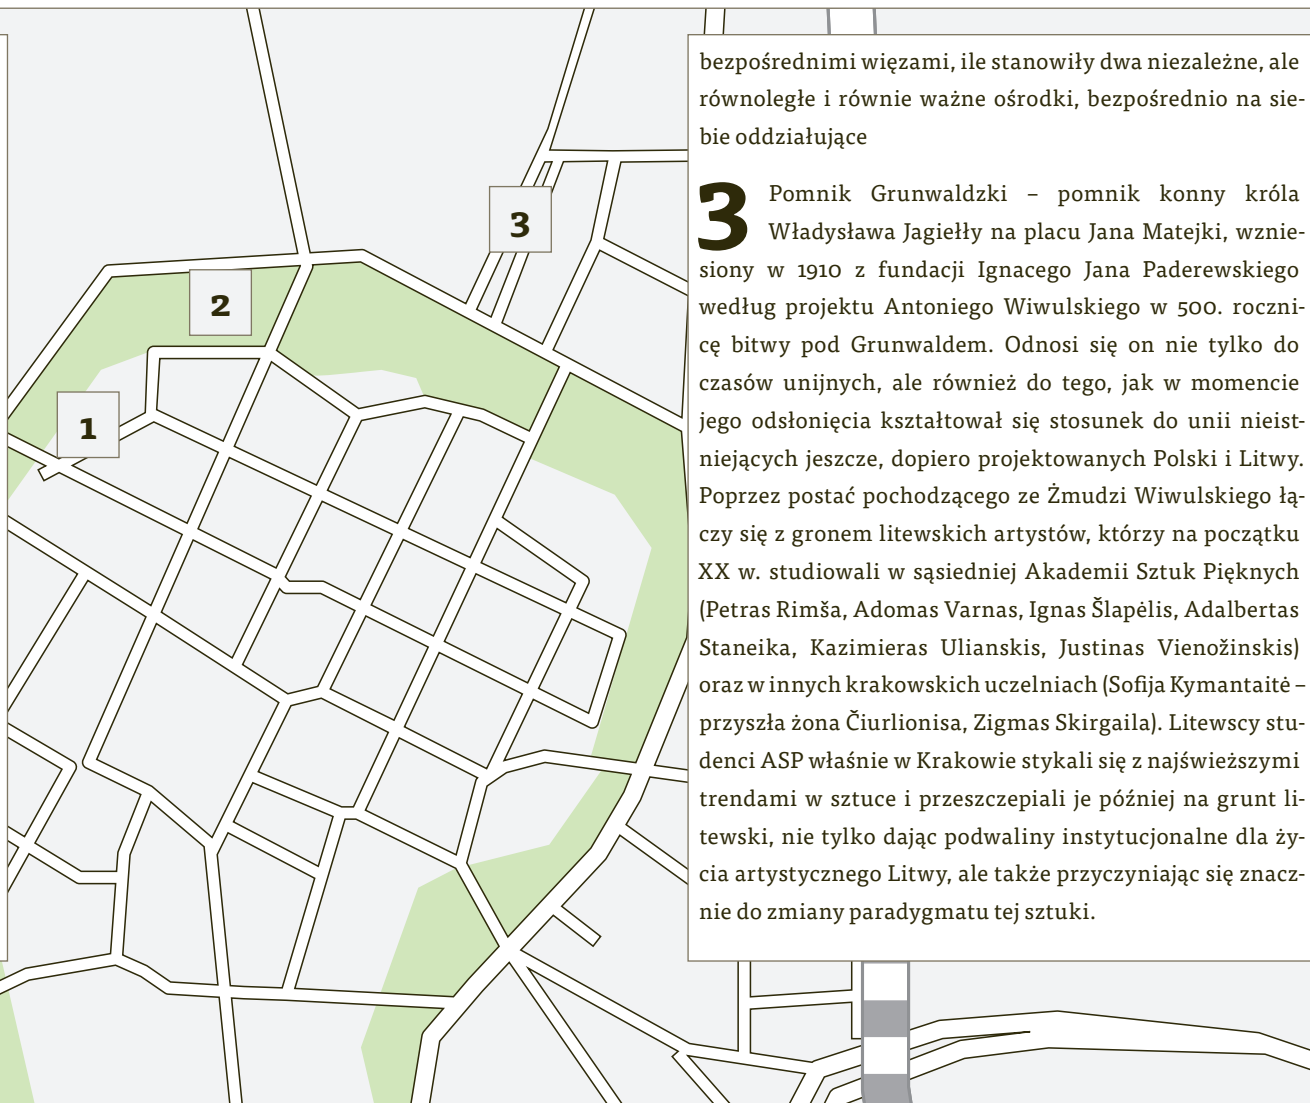 3
2
1
bezpośrednimi więzami, ile stanowiły dwa niezależne, ale
równoległe i równie ważne ośrodki, bezpośrednio na sie-
bie oddziałujące
3 Pomnik Grunwaldzki – pomnik konny króla
Władysława Jagiełły na placu Jana Matejki, wznie-
siony w 1910 z fundacji Ignacego Jana Paderewskiego
według projektu Antoniego Wiwulskiego w 500. roczni-
cę bitwy pod Grunwaldem. Odnosi się on nie tylko do
czasów unijnych, ale również do tego, jak w momencie
jego odsłonięcia kształtował się stosunek do unii nieist-
niejących jeszcze, dopiero projektowanych Polski i Litwy.
Poprzez postać pochodzącego ze Żmudzi Wiwulskiego łą-
czy się z gronem litewskich artystów, którzy na początku
XX w. studiowali w sąsiedniej Akademii Sztuk Pięknych
(Petras Rimša, Adomas Varnas, Ignas Šlapėlis, Adalbertas
Staneika, Kazimieras Ulianskis, Justinas Vienožinskis)
oraz w innych krakowskich uczelniach (Sofija Kymantaitė –
przyszła żona Čiurlionisa, Zigmas Skirgaila). Litewscy stu-
denci ASP właśnie w Krakowie stykali się z najświeższymi
trendami w sztuce i przeszczepiali je później na grunt li-
tewski, nie tylko dając podwaliny instytucjonalne dla ży-
cia artystycznego Litwy, ale także przyczyniając się znacz-
nie do zmiany paradygmatu tej sztuki.